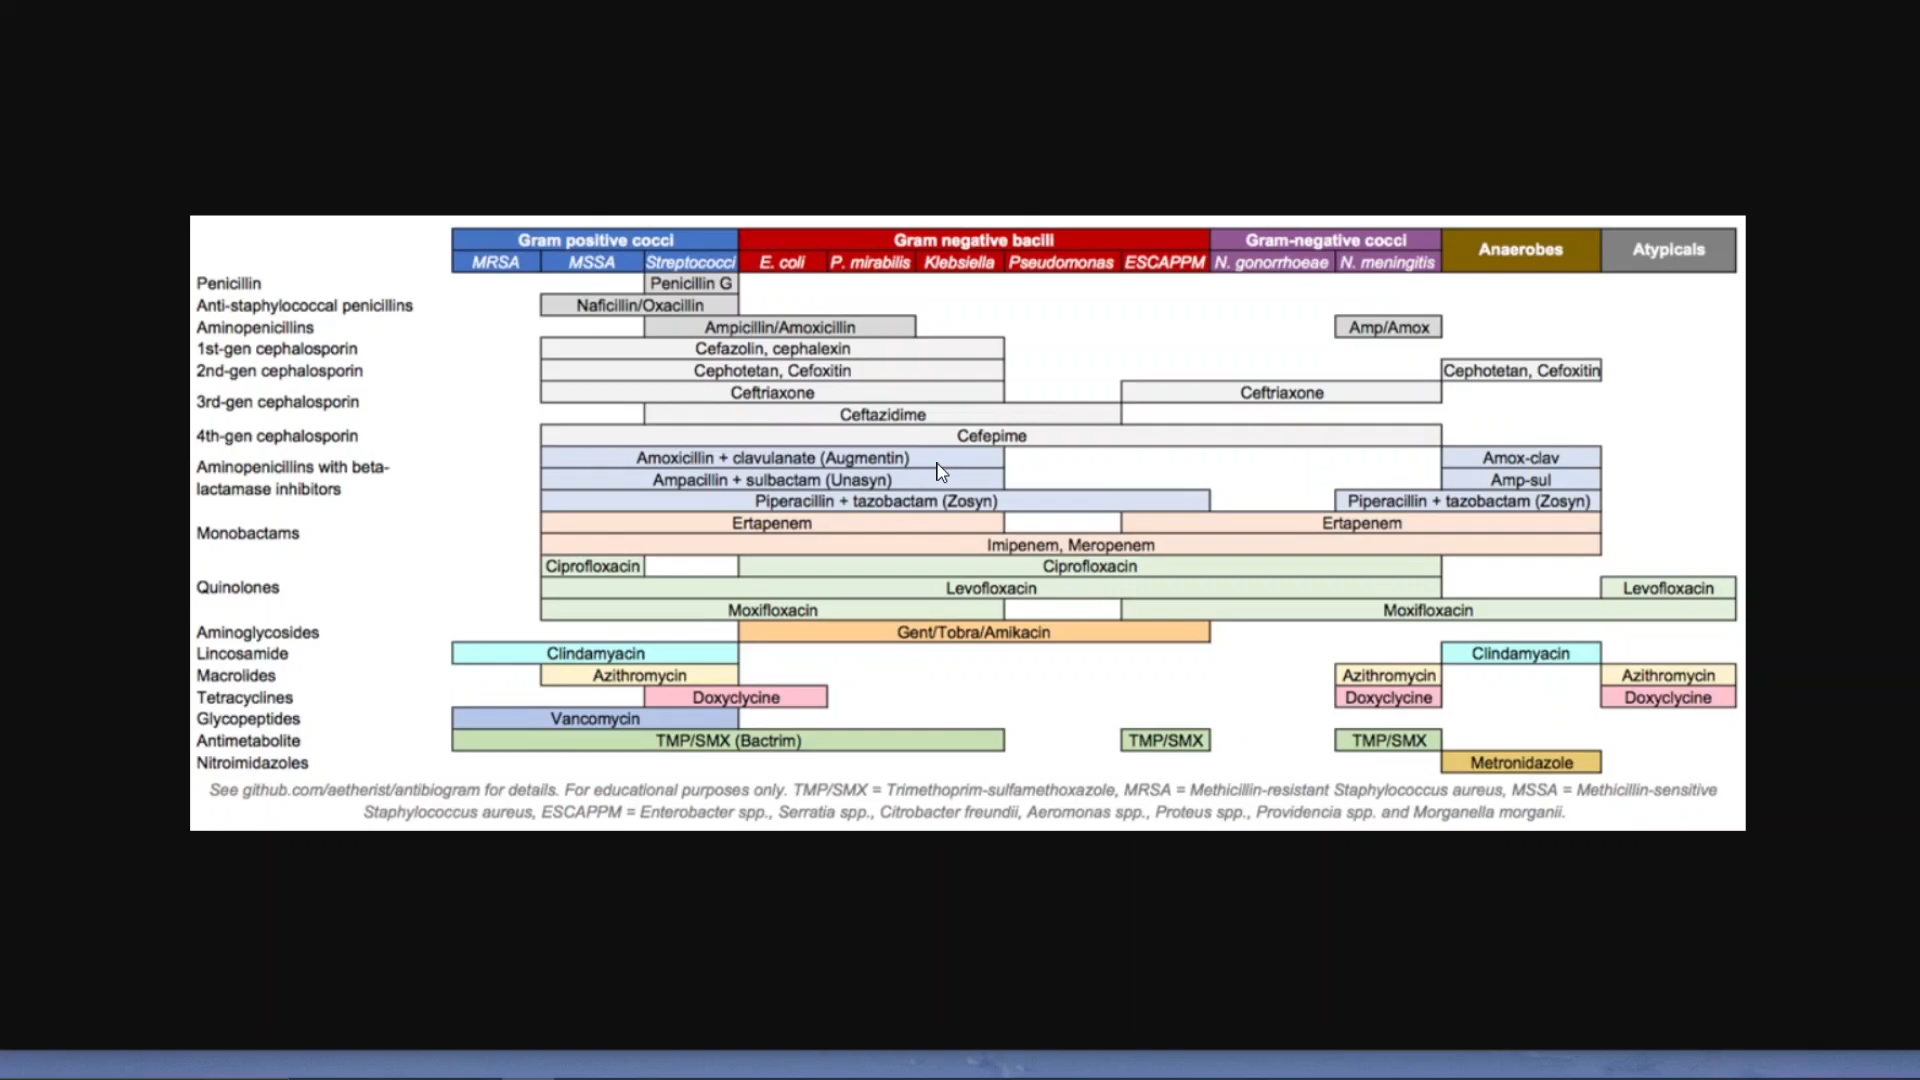 Gram positive cocci Gram negative bacilli Gram-negative cocci Anaerobes Atypicals
MRSA MSSA Streptococci E. coli P. mirabilis Klebsiella Pseudomonas ESCAPPM N. gonorrhoeae N. meningitis
Penicillin Penicillin G
Anti-staphylococcal penicillins Naficillin/Oxacillin
Aminopenicillins Ampicillin/Amoxicillin Amp/Amox
1st-gen cephalosporin Cefazolin, cephalexin
2nd-gen cephalosporin Cephotetan, Cefoxitin Cephotetan, Cefoxitin
3rd-gen cephalosporin Ceftriaxone Ceftriaxone
Ceftazidime
4th-gen cephalosporin Cefepime
Aminopenicillins with beta-
lactamase inhibitors
Amoxicillin + clavulanate (Augmentin) Amox-clav
Ampacillin + sulbactam (Unasyn) Amp-sul
Piperacillin + tazobactam (Zosyn) Piperacillin + tazobactam (Zosyn)
Monobactams Ertapenem Ertapenem
Imipenem, Meropenem
Quinolones Ciprofloxacin Ciprofloxacin
Levofloxacin Levofloxacin
Moxifloxacin Moxifloxacin
Aminoglycosides Gent/Tobra/Amikacin
Lincosamide Clindamyacin Clindamyacin
Macrolides Azithromycin Azithromycin Azithromycin
Tetracyclines Doxyclycine Doxyclycine Doxyclycine
Glycopeptides Vancomycin
Antimetabolite TMP/SMX (Bactrim) TMP/SMX TMP/SMX
Nitroimidazoles Metronidazole
See github.com/aetherist/antibiogram for details. For educational purposes only. TMP/SMX = Trimethoprim-sulfamethoxazole, MRSA = Methicillin-resistant Staphylococcus aureus, MSSA = Methicillin-sensitive
Staphylococcus aureus, ESCAPPM = Enterobacter spp., Serratia spp., Citrobacter freundii, Aeromonas spp., Proteus spp., Providencia spp. and Morganella morganii.